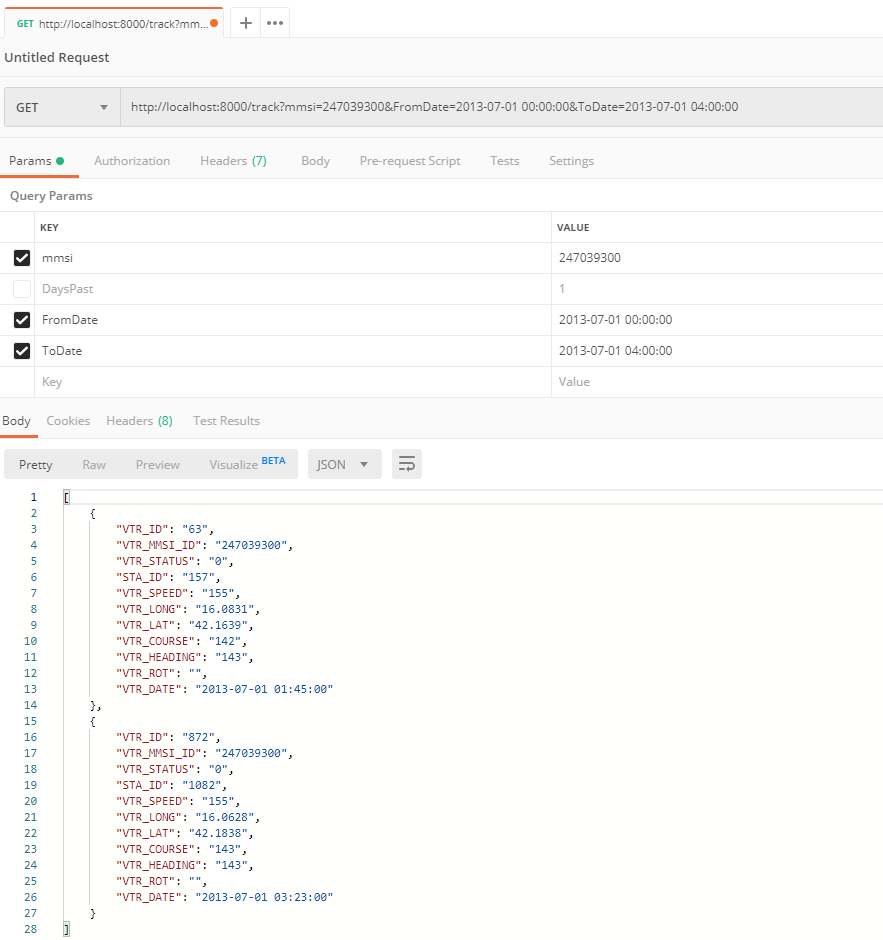 GET http://localhost:8000/track?mm... + •••
Untitled Request
GET http://localhost:8000/track?mmsi=247039300&FromDate=2013-07-01 00:00:00&ToDate=2013-07-01 04:00:00
Params Authorization Headers (7) Body Pre-request Script Tests Settings
Query Params
KEY VALUE
mmsi 247039300
DaysPast 1
FromDate 2013-07-01 00:00:00
ToDate 2013-07-01 04:00:00
Key Value
Body Cookies Headers (8) Test Results
Pretty Raw Preview Visualize BETA JSON
1 [
2 {
3 "VTR_ID": "63",
4 "VTR_MMSI_ID": "247039300",
5 "VTR_STATUS": "0",
6 "STA_ID": "157",
7 "VTR_SPEED": "155",
8 "VTR_LONG": "16.0831",
9 "VTR_LAT": "42.1639",
10 "VTR_COURSE": "142",
11 "VTR_HEADING": "143",
12 "VTR_ROT": "",
13 "VTR_DATE": "2013-07-01 01:45:00"
14 },
15 {
16 "VTR_ID": "872",
17 "VTR_MMSI_ID": "247039300",
18 "VTR_STATUS": "0",
19 "STA_ID": "1082",
20 "VTR_SPEED": "155",
21 "VTR_LONG": "16.0628",
22 "VTR_LAT": "42.1838",
23 "VTR_COURSE": "143",
24 "VTR_HEADING": "143",
25 "VTR_ROT": "",
26 "VTR_DATE": "2013-07-01 03:23:00"
27 }
28 ]